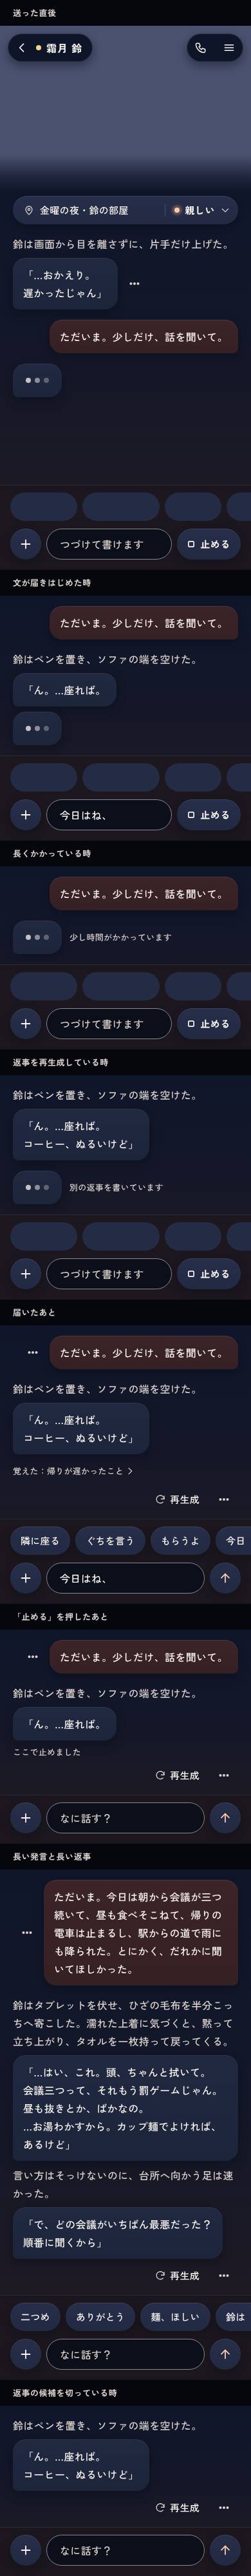 送った直後
霜月 鈴
金曜の夜・鈴の部屋
親しい
鈴は画面から目を離さずに、片手だけ上げた。
「…おかえり。
遅かったじゃん」
ただいま。少しだけ、話を聞いて。
つづけて書けます
止める
文が届きはじめた時
ただいま。少しだけ、話を聞いて。
鈴はペンを置き、ソファの端を空けた。
「ん。…座れば。
今日はね、
止める
長くかかっている時
ただいま。少しだけ、話を聞いて。
少し時間がかかっています
つづけて書けます
止める
返事を再生成している時
鈴はペンを置き、ソファの端を空けた。
「ん。…座れば。
コーヒー、ぬるいけど」
別の返事を書いています
つづけて書けます
止める
届いたあと
ただいま。少しだけ、話を聞いて。
鈴はペンを置き、ソファの端を空けた。
「ん。…座れば。
コーヒー、ぬるいけど」
覚えた：帰りが遅かったこと
再生成
隣に座る
ぐちを言う
もらうよ
今日
今日はね、
「止める」を押したあと
ただいま。少しだけ、話を聞いて。
鈴はペンを置き、ソファの端を空けた。
「ん。…座れば。
ここで止めました
再生成
なに話す？
長い発言と長い返事
ただいま。今日は朝から会議が三つ
続いて、昼も食べそこねて、帰りの
電車は止まるし、駅からの道で雨に
も降られた。とにかく、だれかに聞
いてほしかった。
鈴はタブレットを伏せ、ひざの毛布を半分こっ
ちへ寄こした。濡れた上着に気づくと、黙って
立ち上がり、タオルを一枚持って戻ってくる。
「…はい、これ。頭、ちゃんと拭いて。
会議三つって、それもう罰ゲームじゃん。
昼も抜きとか、ばかなの。
…お湯わかすから。カップ麺でよければ、
あるけど」
言い方はそっけないのに、台所へ向かう足は速
かった。
「で、どの会議がいちばん最悪だった？
順番に聞くから」
再生成
二つめ
ありがとう
麺、ほしい
鈴は
なに話す？
返事の候補を切っている時
鈴はペンを置き、ソファの端を空けた。
「ん。…座れば。
コーヒー、ぬるいけど」
再生成
なに話す？